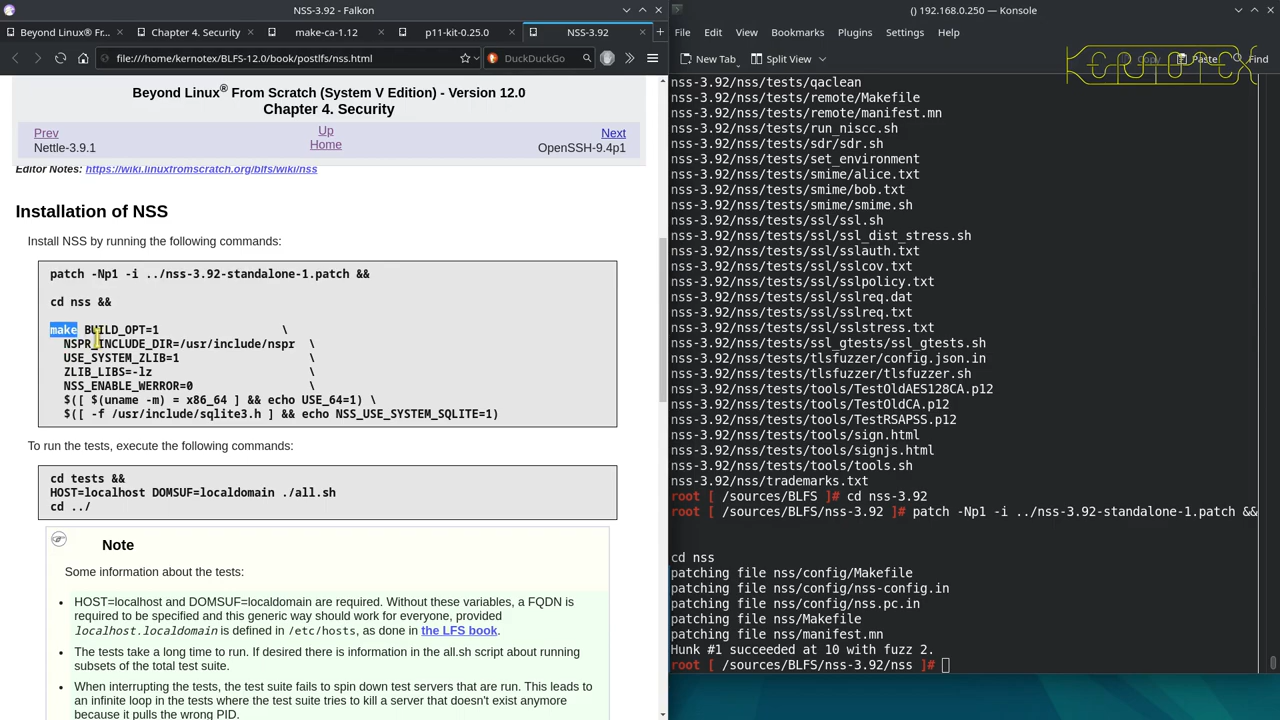 NSS-3.92 - Falkon
Beyond Linux® Fr...
Chapter 4. Security
make-ca-1.12
p11-kit-0.25.0
NSS-3.92
file:///home/kernotex/BLFS-12.0/book/postlfs/nss.html
DuckDuckGo
Beyond Linux® From Scratch (System V Edition) - Version 12.0
Chapter 4. Security
Prev
Up
Next
Nettle-3.9.1
Home
OpenSSH-9.4p1
Editor Notes: https://wiki.linuxfromscratch.org/blfs/wiki/nss
Installation of NSS
Install NSS by running the following commands:
patch -Np1 -i ../nss-3.92-standalone-1.patch &&
cd nss &&
make BUILD_OPT=1 \
NSPR_INCLUDE_DIR=/usr/include/nspr \
USE_SYSTEM_ZLIB=1 \
ZLIB_LIBS=-lz \
NSS_ENABLE_WERROR=0 \
$([ $(uname -m) = x86_64 ] && echo USE_64=1) \
$([ -f /usr/include/sqlite3.h ] && echo NSS_USE_SYSTEM_SQLITE=1)
To run the tests, execute the following commands:
cd tests &&
HOST=localhost DOMSUF=localdomain ./all.sh
cd ../
Note
Some information about the tests:
• HOST=localhost and DOMSUF=localdomain are required. Without these variables, a FQDN is
required to be specified and this generic way should work for everyone, provided
localhost.localdomain is defined in /etc/hosts, as done in the LFS book.
• The tests take a long time to run. If desired there is information in the all.sh script about running
subsets of the total test suite.
• When interrupting the tests, the test suite fails to spin down test servers that are run. This leads to
an infinite loop in the tests where the test suite tries to kill a server that doesn't exist anymore
because it pulls the wrong PID.
() 192.168.0.250 — Konsole
File Edit View Bookmarks Plugins Settings Help
New Tab
Split View
Copy
Paste
Find
KERNOTEX
nss-3.92/nss/tests/qaclean
nss-3.92/nss/tests/remote/Makefile
nss-3.92/nss/tests/remote/manifest.mn
nss-3.92/nss/tests/run_niscc.sh
nss-3.92/nss/tests/sdr/sdr.sh
nss-3.92/nss/tests/set_environment
nss-3.92/nss/tests/smime/alice.txt
nss-3.92/nss/tests/smime/bob.txt
nss-3.92/nss/tests/smime/smime.sh
nss-3.92/nss/tests/ssl/ssl.sh
nss-3.92/nss/tests/ssl/ssl_dist_stress.sh
nss-3.92/nss/tests/ssl/sslauth.txt
nss-3.92/nss/tests/ssl/sslcov.txt
nss-3.92/nss/tests/ssl/sslpolicy.txt
nss-3.92/nss/tests/ssl/sslreq.dat
nss-3.92/nss/tests/ssl/sslreq.txt
nss-3.92/nss/tests/ssl/sslstress.txt
nss-3.92/nss/tests/ssl_gtests/ssl_gtests.sh
nss-3.92/nss/tests/tlsfuzzer/config.json.in
nss-3.92/nss/tests/tlsfuzzer/tlsfuzzer.sh
nss-3.92/nss/tests/tools/TestOldAES128CA.p12
nss-3.92/nss/tests/tools/TestOldCA.p12
nss-3.92/nss/tests/tools/TestRSAPSS.p12
nss-3.92/nss/tests/tools/sign.html
nss-3.92/nss/tests/tools/signjs.html
nss-3.92/nss/tests/tools/tools.sh
nss-3.92/nss/trademarks.txt
root [ /sources/BLFS ]# cd nss-3.92
root [ /sources/BLFS/nss-3.92 ]# patch -Np1 -i ../nss-3.92-standalone-1.patch &&
cd nss
patching file nss/config/Makefile
patching file nss/config/nss-config.in
patching file nss/config/nss.pc.in
patching file nss/Makefile
patching file nss/manifest.mn
Hunk #1 succeeded at 10 with fuzz 2.
root [ /sources/BLFS/nss-3.92/nss ]#